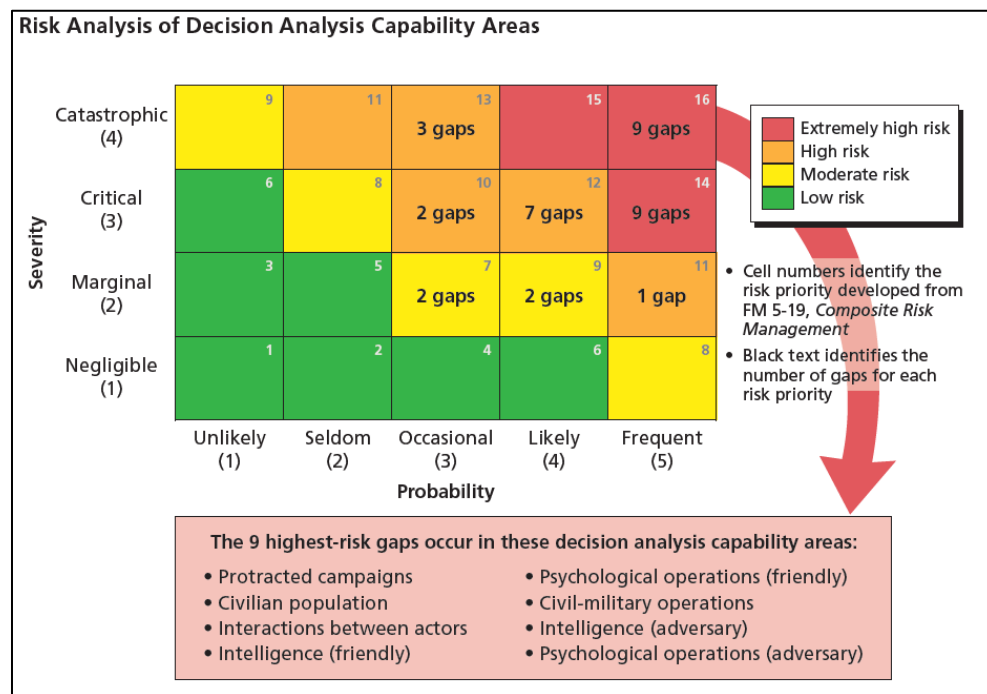 Risk Analysis of Decision Analysis Capability Areas
Severity
Catastrophic
(4)
9
11
13
3 gaps
15
16
9 gaps
Critical
(3)
6
8
10
2 gaps
12
7 gaps
14
9 gaps
Marginal
(2)
3
5
7
2 gaps
9
2 gaps
11
1 gap
Negligible
(1)
1
2
4
6
8
Unlikely
(1)
Seldom
(2)
Occasional
(3)
Likely
(4)
Frequent
(5)
Probability
Extremely high risk
High risk
Moderate risk
Low risk
• Cell numbers identify the
risk priority developed from
FM 5-19, Composite Risk
Management
• Black text identifies the
number of gaps for each
risk priority
The 9 highest-risk gaps occur in these decision analysis capability areas:
• Protracted campaigns
• Civilian population
• Interactions between actors
• Intelligence (friendly)
• Psychological operations (friendly)
• Civil-military operations
• Intelligence (adversary)
• Psychological operations (adversary)